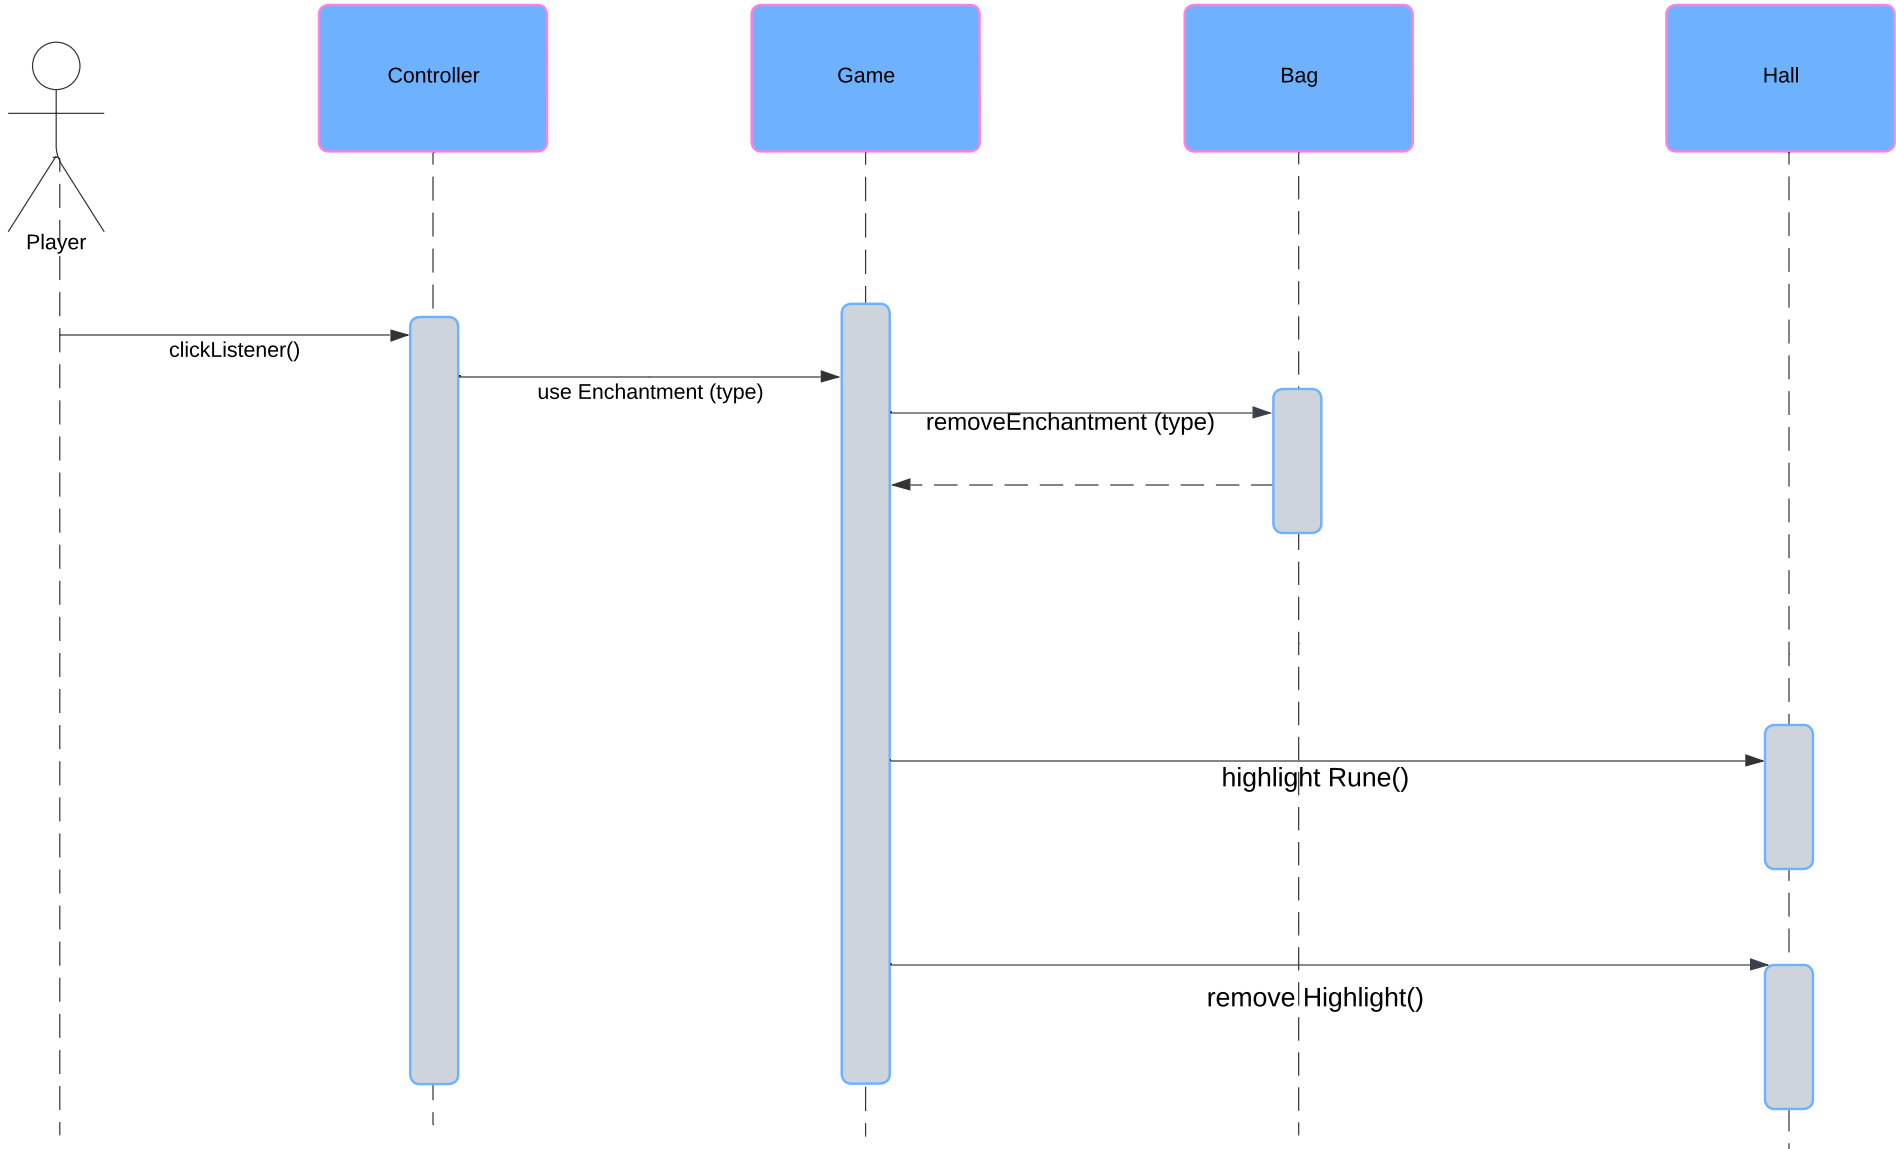 Controller
Game
Bag
Hall
Player
clickListener()
use Enchantment (type)
removeEnchantment (type)
highlight Rune()
remove Highlight()